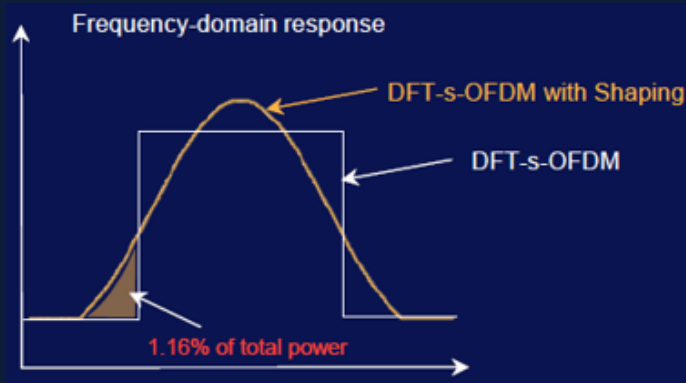 Frequency-domain response
DFT-s-OFDM with Shaping
DFT-s-OFDM
1.16% of total power